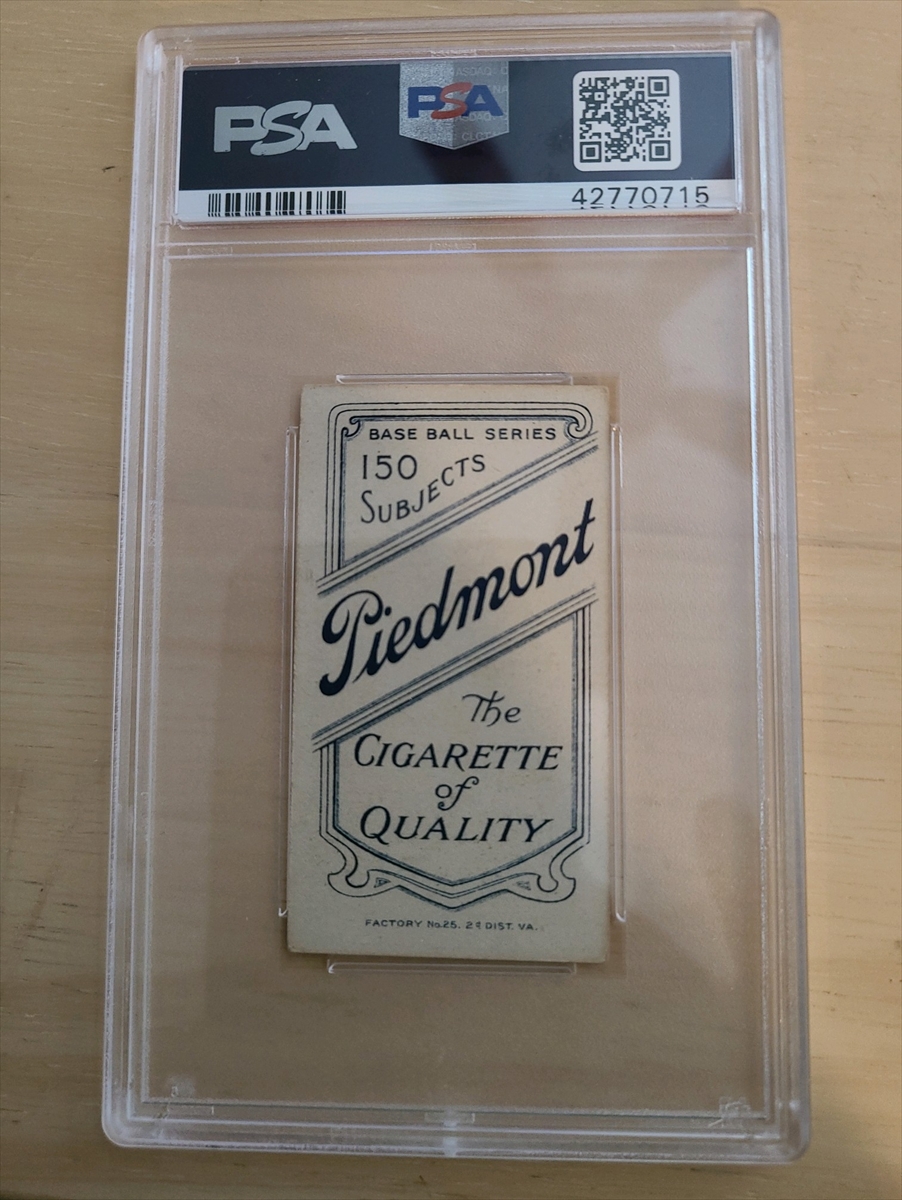 PSA
PSA
42770715
BASE BALL SERIES
150
SUBJECTS
Piedmont
The
CIGARETTE
of
QUALITY
FACTORY No.25. 2d DIST. VA.